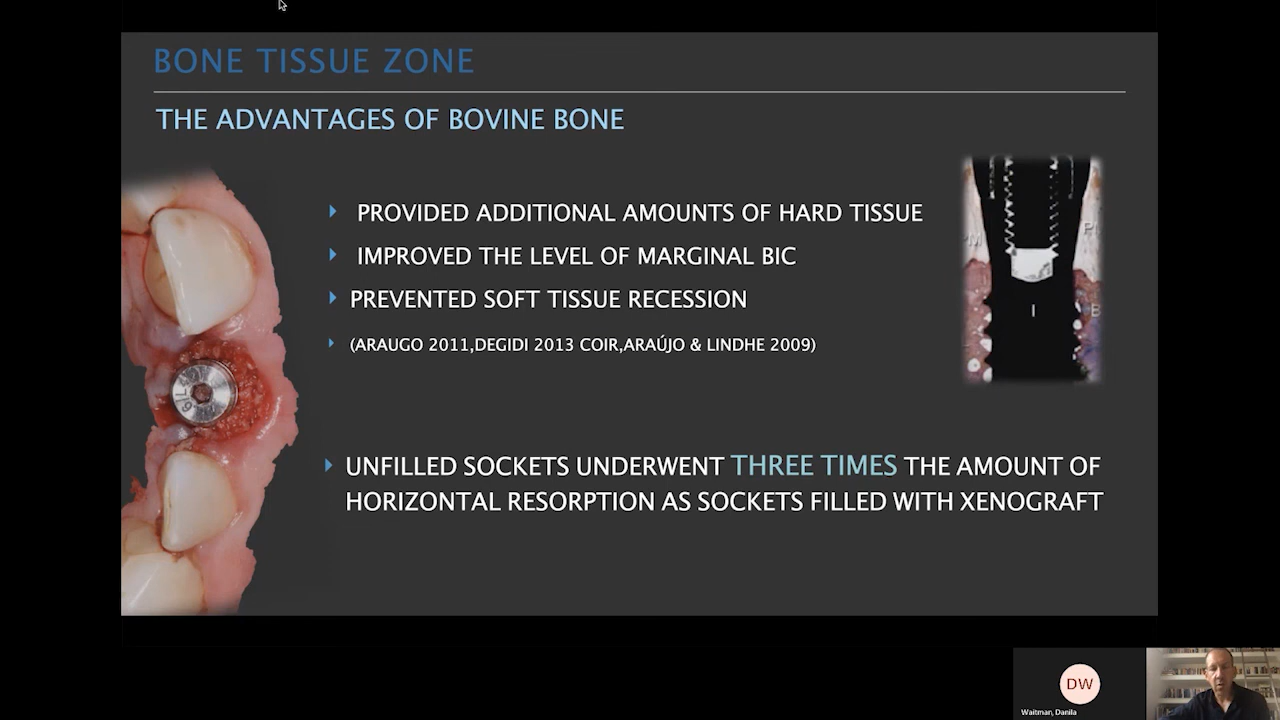 BONE TISSUE ZONE
THE ADVANTAGES OF BOVINE BONE
PROVIDED ADDITIONAL AMOUNTS OF HARD TISSUE
IMPROVED THE LEVEL OF MARGINAL BIC
PREVENTED SOFT TISSUE RECESSION
(ARAUGO 2011,DEGIDI 2013 COIR,ARAÚJO & LINDHE 2009)
UNFILLED SOCKETS UNDERWENT THREE TIMES THE AMOUNT OF
HORIZONTAL RESORPTION AS SOCKETS FILLED WITH XENOGRAFT
I
B
DW
Waitman, Danila